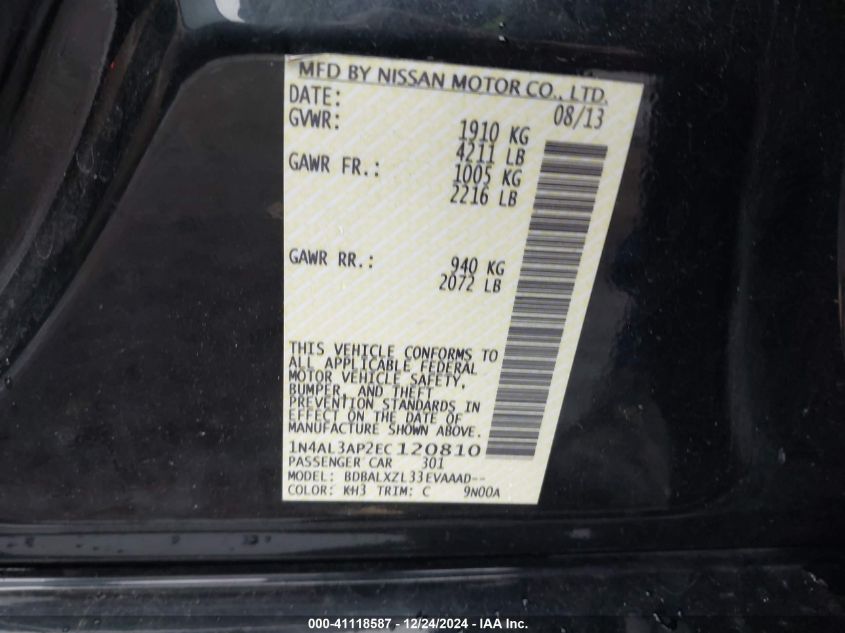 MFD BY NISSAN MOTOR CO., LTD.
DATE: 08/13
GVWR: 1910 KG
4211 LB
GAWR FR.: 1005 KG
2216 LB
GAWR RR.: 940 KG
2072 LB
THIS VEHICLE CONFORMS TO
ALL APPLICABLE FEDERAL
MOTOR VEHICLE SAFETY,
BUMPER, AND THEFT
PREVENTION STANDARDS IN
EFFECT ON THE DATE OF
MANUFACTURE SHOWN ABOVE.
1N4AL3AP2EC120810
PASSENGER CAR 301
MODEL: BDBALXZL33EVAAAD--
COLOR: KH3 TRIM: C 9N00A
000-41118587 - 12/24/2024 - IAA Inc.